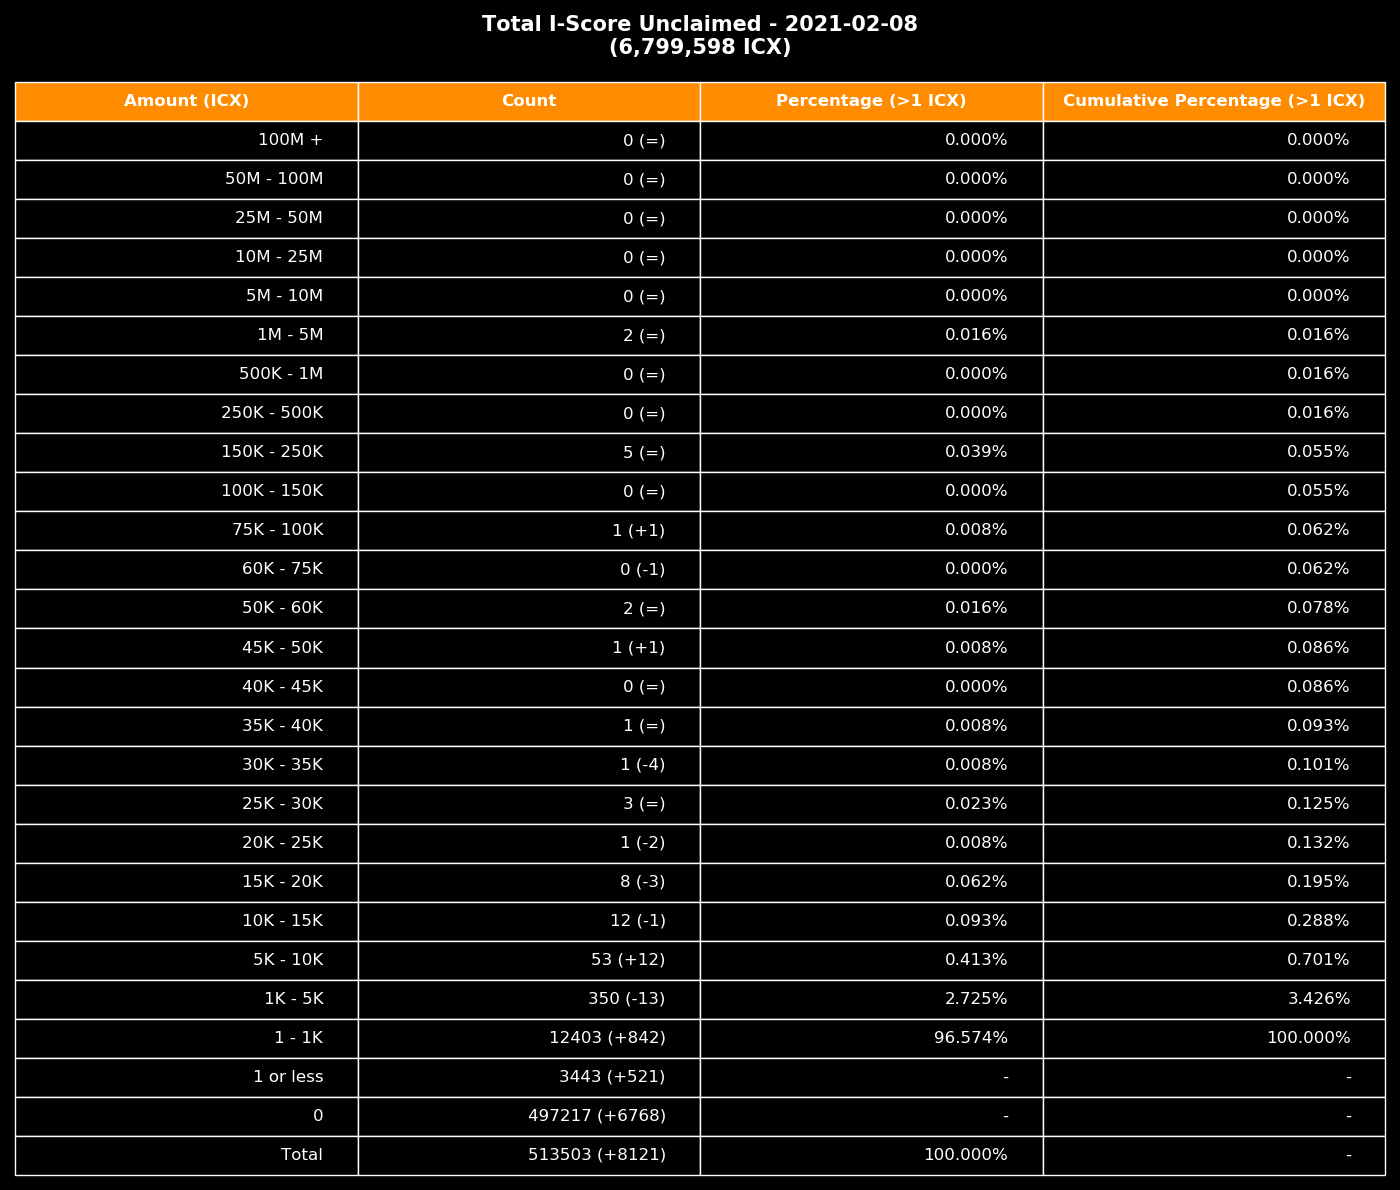 Total I-Score Unclaimed - 2021-02-08
(6,799,598 ICX)
Amount (ICX) Count Percentage (>1 ICX) Cumulative Percentage (>1 ICX)
100M + 0 (=) 0.000% 0.000%
50M - 100M 0 (=) 0.000% 0.000%
25M - 50M 0 (=) 0.000% 0.000%
10M - 25M 0 (=) 0.000% 0.000%
5M - 10M 0 (=) 0.000% 0.000%
1M - 5M 2 (=) 0.016% 0.016%
500K - 1M 0 (=) 0.000% 0.016%
250K - 500K 0 (=) 0.000% 0.016%
150K - 250K 5 (=) 0.039% 0.055%
100K - 150K 0 (=) 0.000% 0.055%
75K - 100K 1 (+1) 0.008% 0.062%
60K - 75K 0 (-1) 0.000% 0.062%
50K - 60K 2 (=) 0.016% 0.078%
45K - 50K 1 (+1) 0.008% 0.086%
40K - 45K 0 (=) 0.000% 0.086%
35K - 40K 1 (=) 0.008% 0.093%
30K - 35K 1 (-4) 0.008% 0.101%
25K - 30K 3 (=) 0.023% 0.125%
20K - 25K 1 (-2) 0.008% 0.132%
15K - 20K 8 (-3) 0.062% 0.195%
10K - 15K 12 (-1) 0.093% 0.288%
5K - 10K 53 (+12) 0.413% 0.701%
1K - 5K 350 (-13) 2.725% 3.426%
1 - 1K 12403 (+842) 96.574% 100.000%
1 or less 3443 (+521) - -
0 497217 (+6768) - -
Total 513503 (+8121) 100.000% -